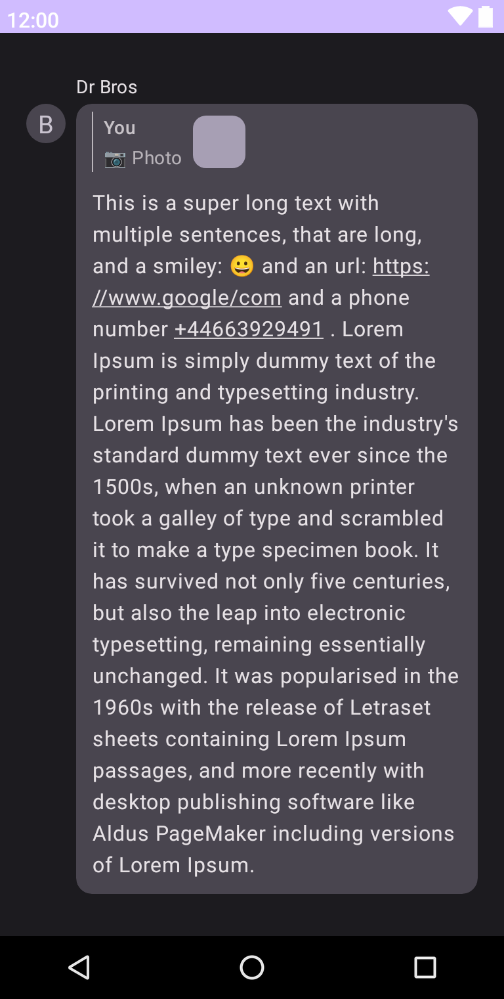 12:00
Dr Bros
B
You
📷 Photo
This is a super long text with
multiple sentences, that are long,
and a smiley: 😀 and an url: https:
//www.google/com and a phone
number +44663929491 . Lorem
Ipsum is simply dummy text of the
printing and typesetting industry.
Lorem Ipsum has been the industry's
standard dummy text ever since the
1500s, when an unknown printer
took a galley of type and scrambled
it to make a type specimen book. It
has survived not only five centuries,
but also the leap into electronic
typesetting, remaining essentially
unchanged. It was popularised in the
1960s with the release of Letraset
sheets containing Lorem Ipsum
passages, and more recently with
desktop publishing software like
Aldus PageMaker including versions
of Lorem Ipsum.